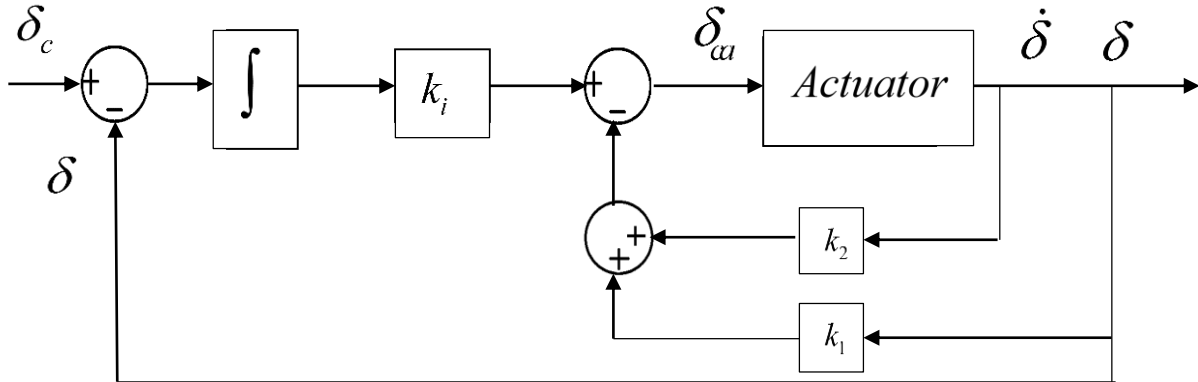 δ_c
+
-
∫
k_i
+
-
δ_ca
Actuator
δ̇
δ
δ
+
+
k_2
k_1